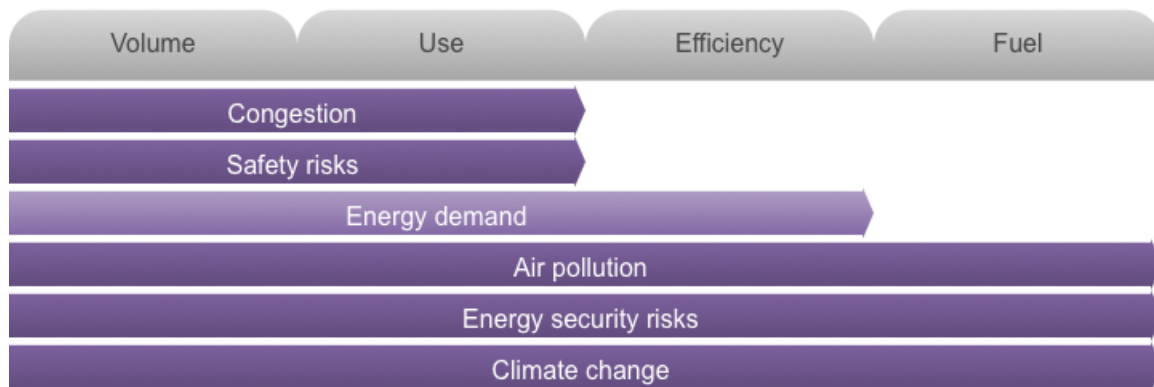 Volume Use Efficiency Fuel
Congestion
Safety risks
Energy demand
Air pollution
Energy security risks
Climate change